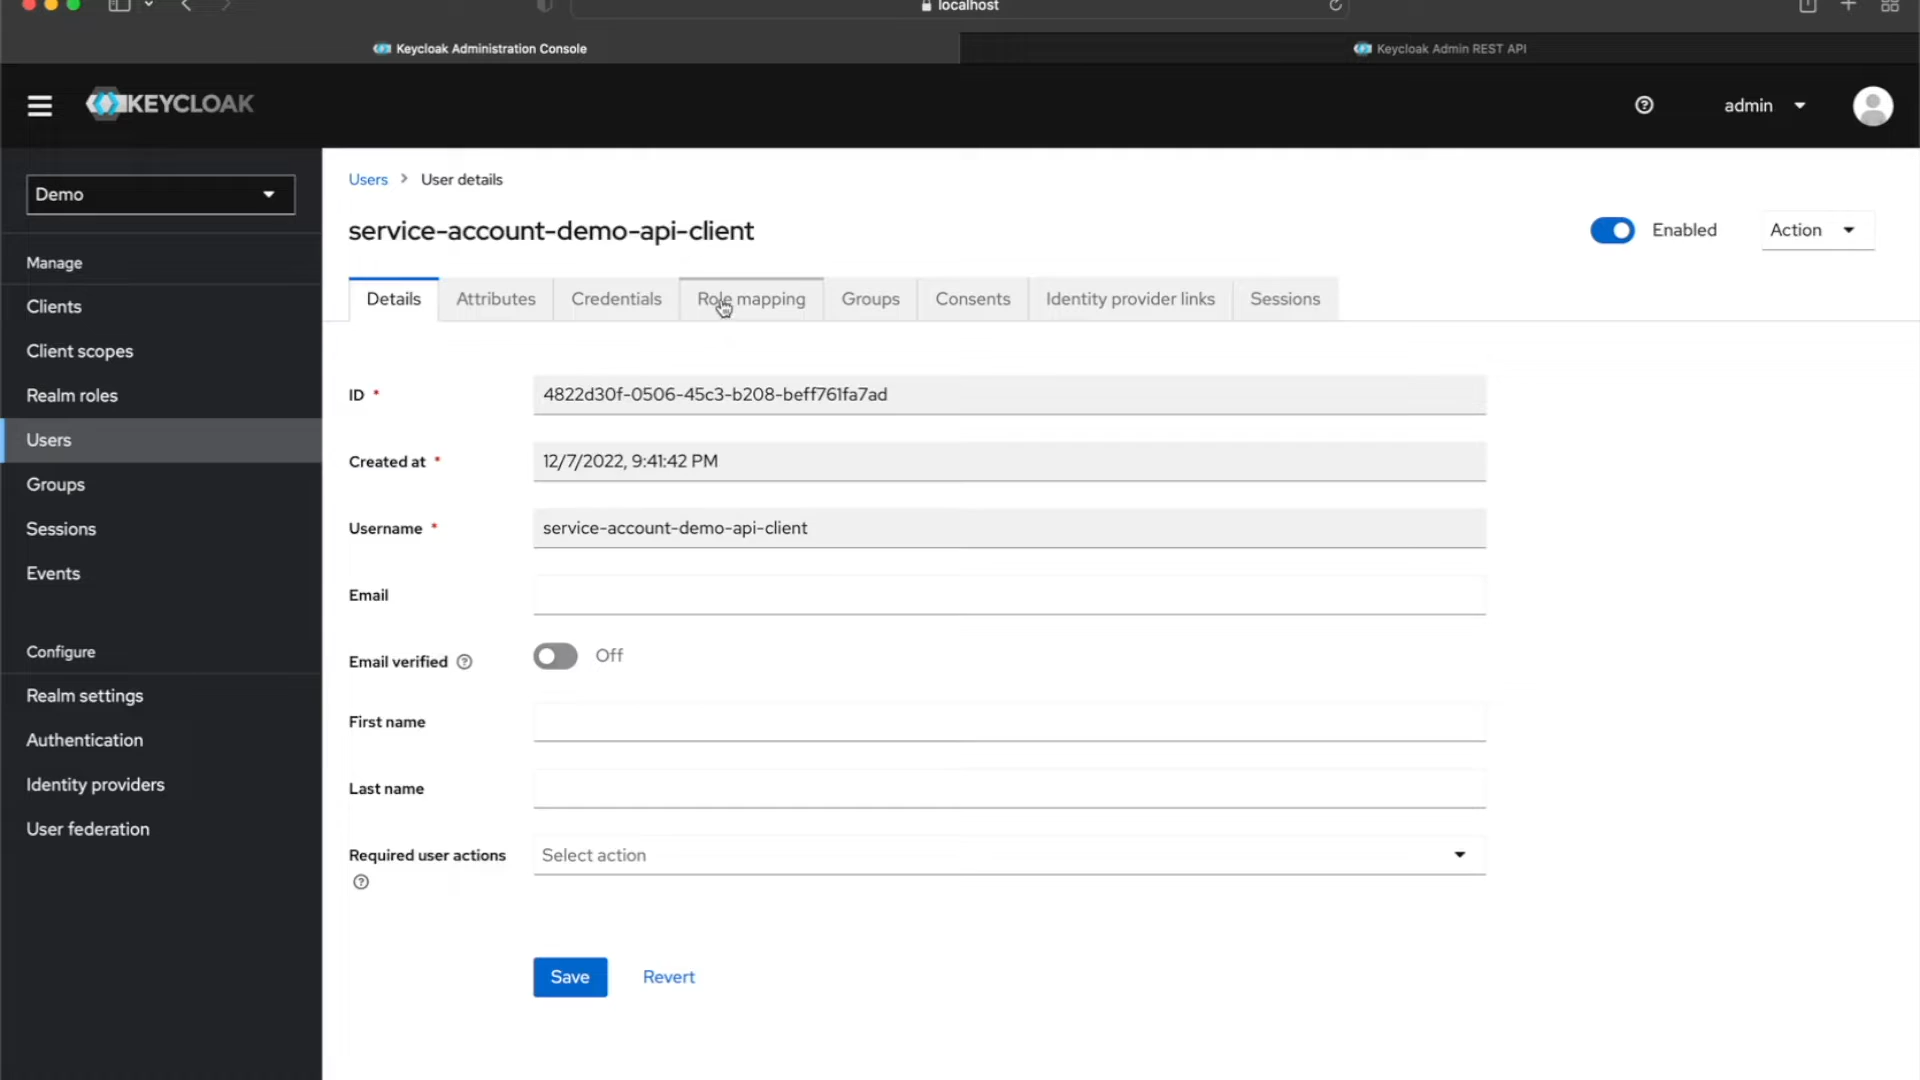 localhost
Keycloak Administration Console
Keycloak Admin REST API
KEYCLOAK
admin
Demo
Manage
Clients
Client scopes
Realm roles
Users
Groups
Sessions
Events
Configure
Realm settings
Authentication
Identity providers
User federation
Users > User details
service-account-demo-api-client
Enabled
Action
Details Attributes Credentials Role mapping Groups Consents Identity provider links Sessions
ID * 4822d30f-0506-45c3-b208-beff761fa7ad
Created at * 12/7/2022, 9:41:42 PM
Username * service-account-demo-api-client
Email
Email verified Off
First name
Last name
Required user actions Select action
Save Revert